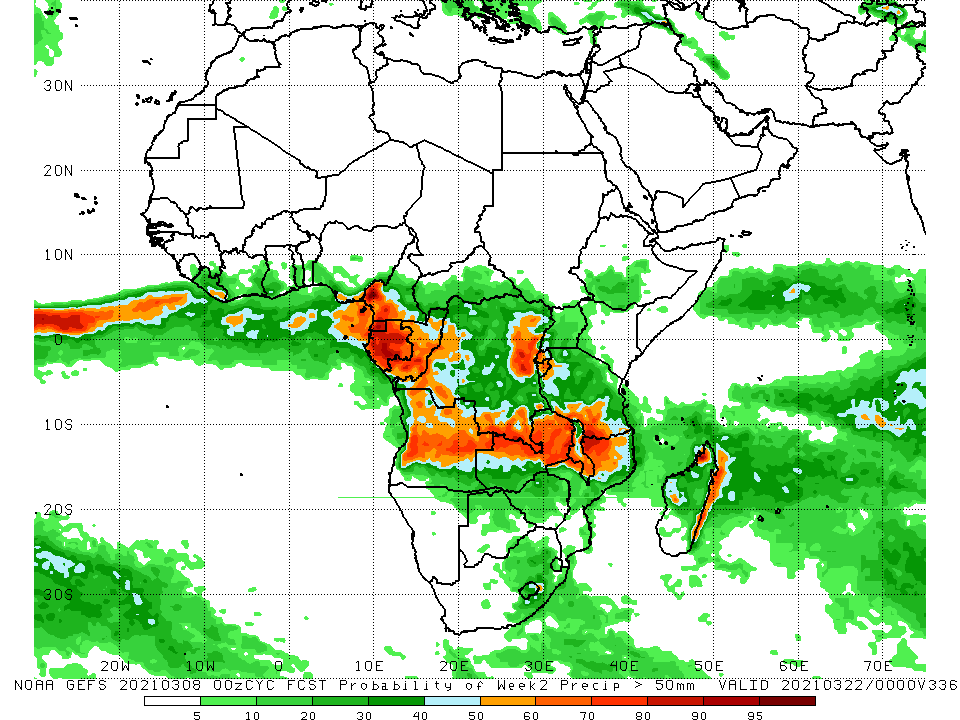 30N
20N
10N
0
10S
20S
30S
20W 10W 0 10E 20E 30E 40E 50E 60E 70E
NOAA GEFS 20210308 00zCYC FCST Probability of Week2 Precip > 50mm VALID 20210322/0000V336
5 10 20 30 40 50 60 70 80 90 95